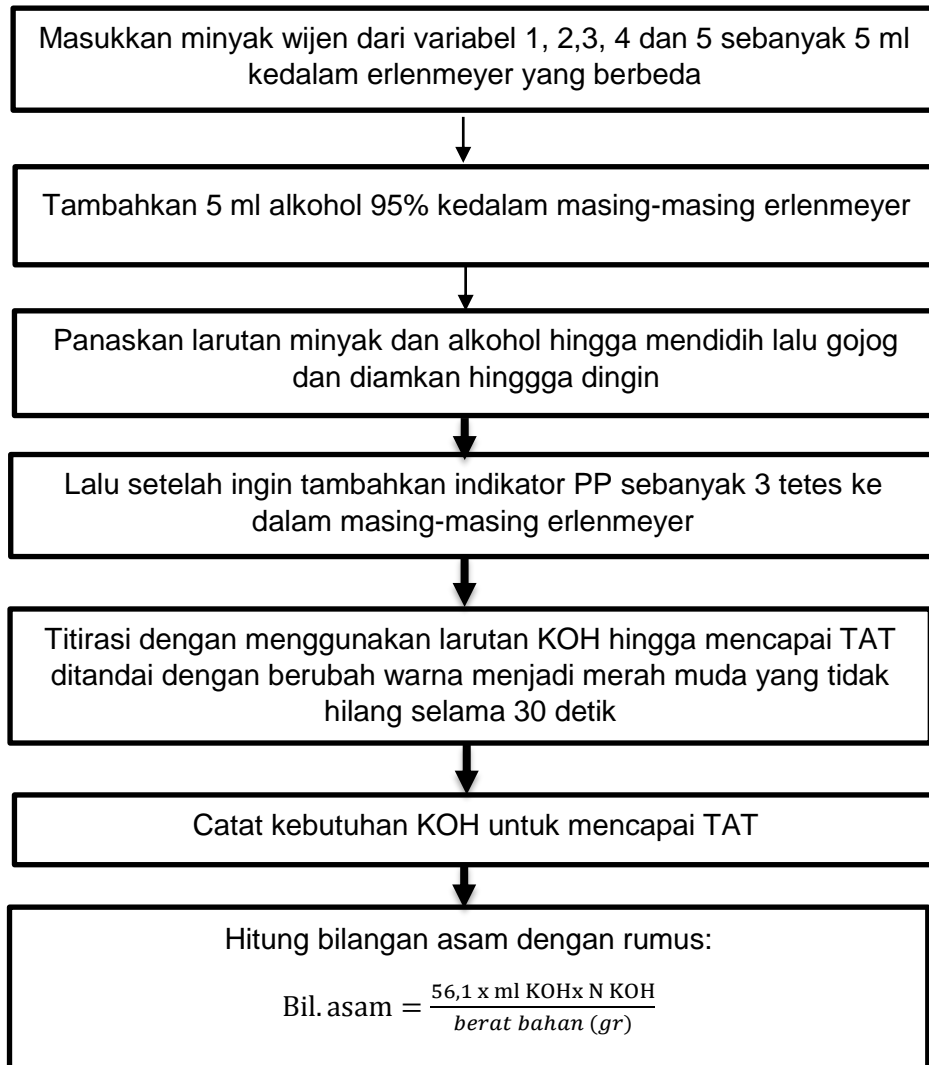 Masukkan minyak wijen dari variabel 1, 2,3, 4 dan 5 sebanyak 5 ml
kedalam erlenmeyer yang berbeda
Tambahkan 5 ml alkohol 95% kedalam masing-masing erlenmeyer
Panaskan larutan minyak dan alkohol hingga mendidih lalu gojog
dan diamkan hinggga dingin
Lalu setelah ingin tambahkan indikator PP sebanyak 3 tetes ke
dalam masing-masing erlenmeyer
Titirasi dengan menggunakan larutan KOH hingga mencapai TAT
ditandai dengan berubah warna menjadi merah muda yang tidak
hilang selama 30 detik
Catat kebutuhan KOH untuk mencapai TAT
Hitung bilangan asam dengan rumus:
Bil. asam = 56,1 x ml KOHx N KOH / berat bahan (gr)